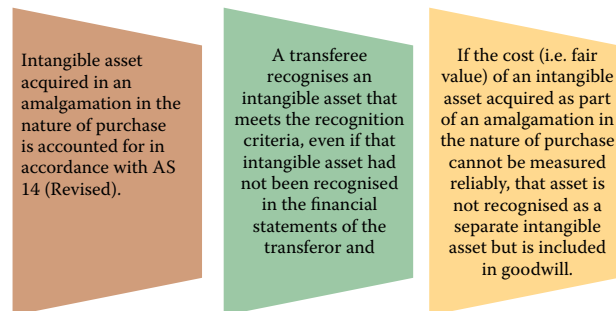 Intangible asset
acquired in an
amalgamation in the
nature of purchase
is accounted for in
accordance with AS
14 (Revised).
A transferee
recognises an
intangible asset that
meets the recognition
criteria, even if that
intangible asset had
not been recognised
in the financial
statements of the
transferor and
If the cost (i.e. fair
value) of an intangible
asset acquired as part
of an amalgamation in
the nature of purchase
cannot be measured
reliably, that asset is
not recognised as a
separate intangible
asset but is included
in goodwill.